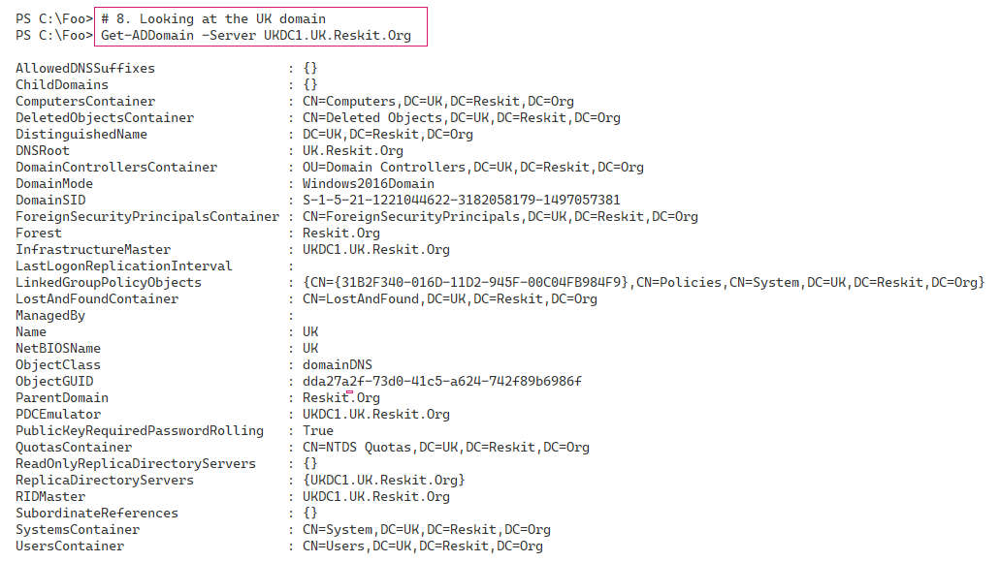 PS C:\Foo> # 8. Looking at the UK domain
PS C:\Foo> Get-ADDomain -Server UKDC1.UK.Reskit.Org
AllowedDNSSuffixes : {}
ChildDomains : {}
ComputersContainer : CN=Computers,DC=UK,DC=Reskit,DC=Org
DeletedObjectsContainer : CN=Deleted Objects,DC=UK,DC=Reskit,DC=Org
DistinguishedName : DC=UK,DC=Reskit,DC=Org
DNSRoot : UK.Reskit.Org
DomainControllersContainer : OU=Domain Controllers,DC=UK,DC=Reskit,DC=Org
DomainMode : Windows2016Domain
DomainSID : S-1-5-21-1221044622-3182058179-1497057381
ForeignSecurityPrincipalsContainer : CN=ForeignSecurityPrincipals,DC=UK,DC=Reskit,DC=Org
Forest : Reskit.Org
InfrastructureMaster : UKDC1.UK.Reskit.Org
LastLogonReplicationInterval :
LinkedGroupPolicyObjects : {CN={31B2F340-016D-11D2-945F-00C04FB984F9},CN=Policies,CN=System,DC=UK,DC=Reskit,DC=Org}
LostAndFoundContainer : CN=LostAndFound,DC=UK,DC=Reskit,DC=Org
ManagedBy :
Name : UK
NetBIOSName : UK
ObjectClass : domainDNS
ObjectGUID : dda27a2f-73d0-41c5-a624-742f89b6986f
ParentDomain : Reskit.Org
PDCEmulator : UKDC1.UK.Reskit.Org
PublicKeyRequiredPasswordRolling : True
QuotasContainer : CN=NTDS Quotas,DC=UK,DC=Reskit,DC=Org
ReadOnlyReplicaDirectoryServers : {}
ReplicaDirectoryServers : {UKDC1.UK.Reskit.Org}
RIDMaster : UKDC1.UK.Reskit.Org
SubordinateReferences : {}
SystemsContainer : CN=System,DC=UK,DC=Reskit,DC=Org
UsersContainer : CN=Users,DC=UK,DC=Reskit,DC=Org